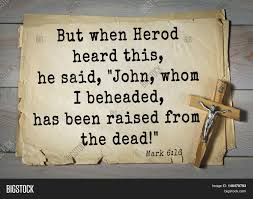 But when Herod
heard this,
he said, "John, whom
I beheaded,
has been raised from
the dead!"
Mark 6:16
BIGSTOCK